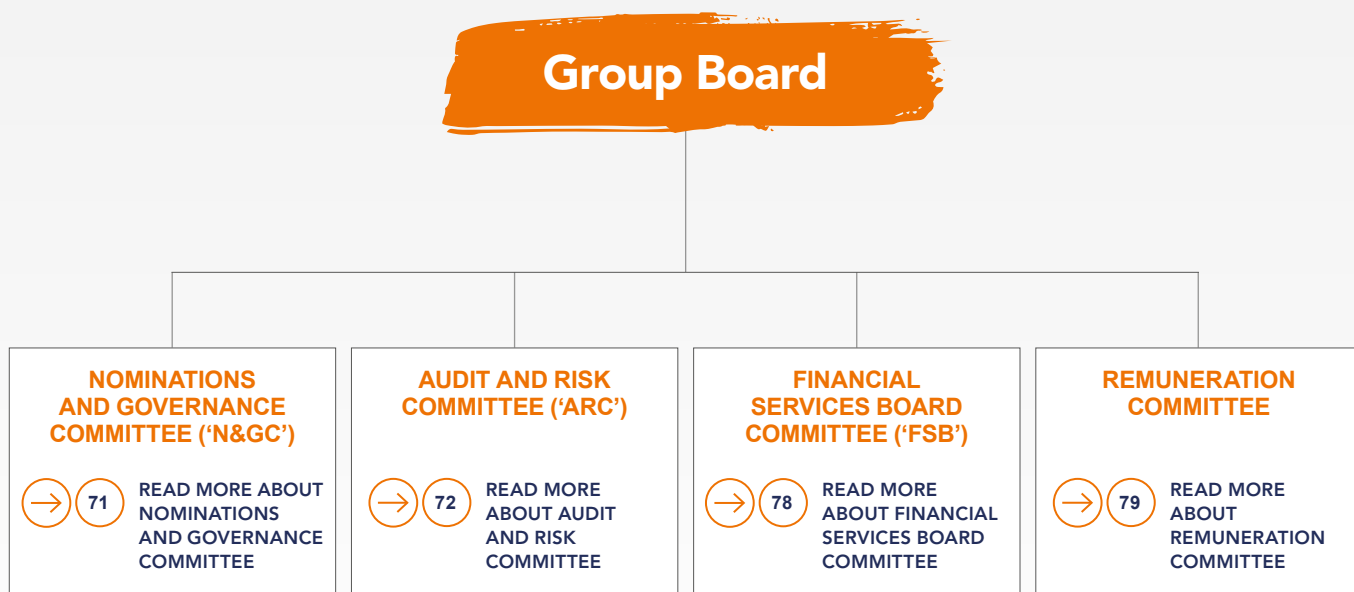 Group Board
NOMINATIONS
AND GOVERNANCE
COMMITTEE (‘N&GC’)
71
READ MORE ABOUT
NOMINATIONS
AND GOVERNANCE
COMMITTEE
AUDIT AND RISK
COMMITTEE (‘ARC’)
72
READ MORE
ABOUT AUDIT
AND RISK
COMMITTEE
FINANCIAL
SERVICES BOARD
COMMITTEE (‘FSB’)
78
READ MORE
ABOUT FINANCIAL
SERVICES BOARD
COMMITTEE
REMUNERATION
COMMITTEE
79
READ MORE
ABOUT
REMUNERATION
COMMITTEE